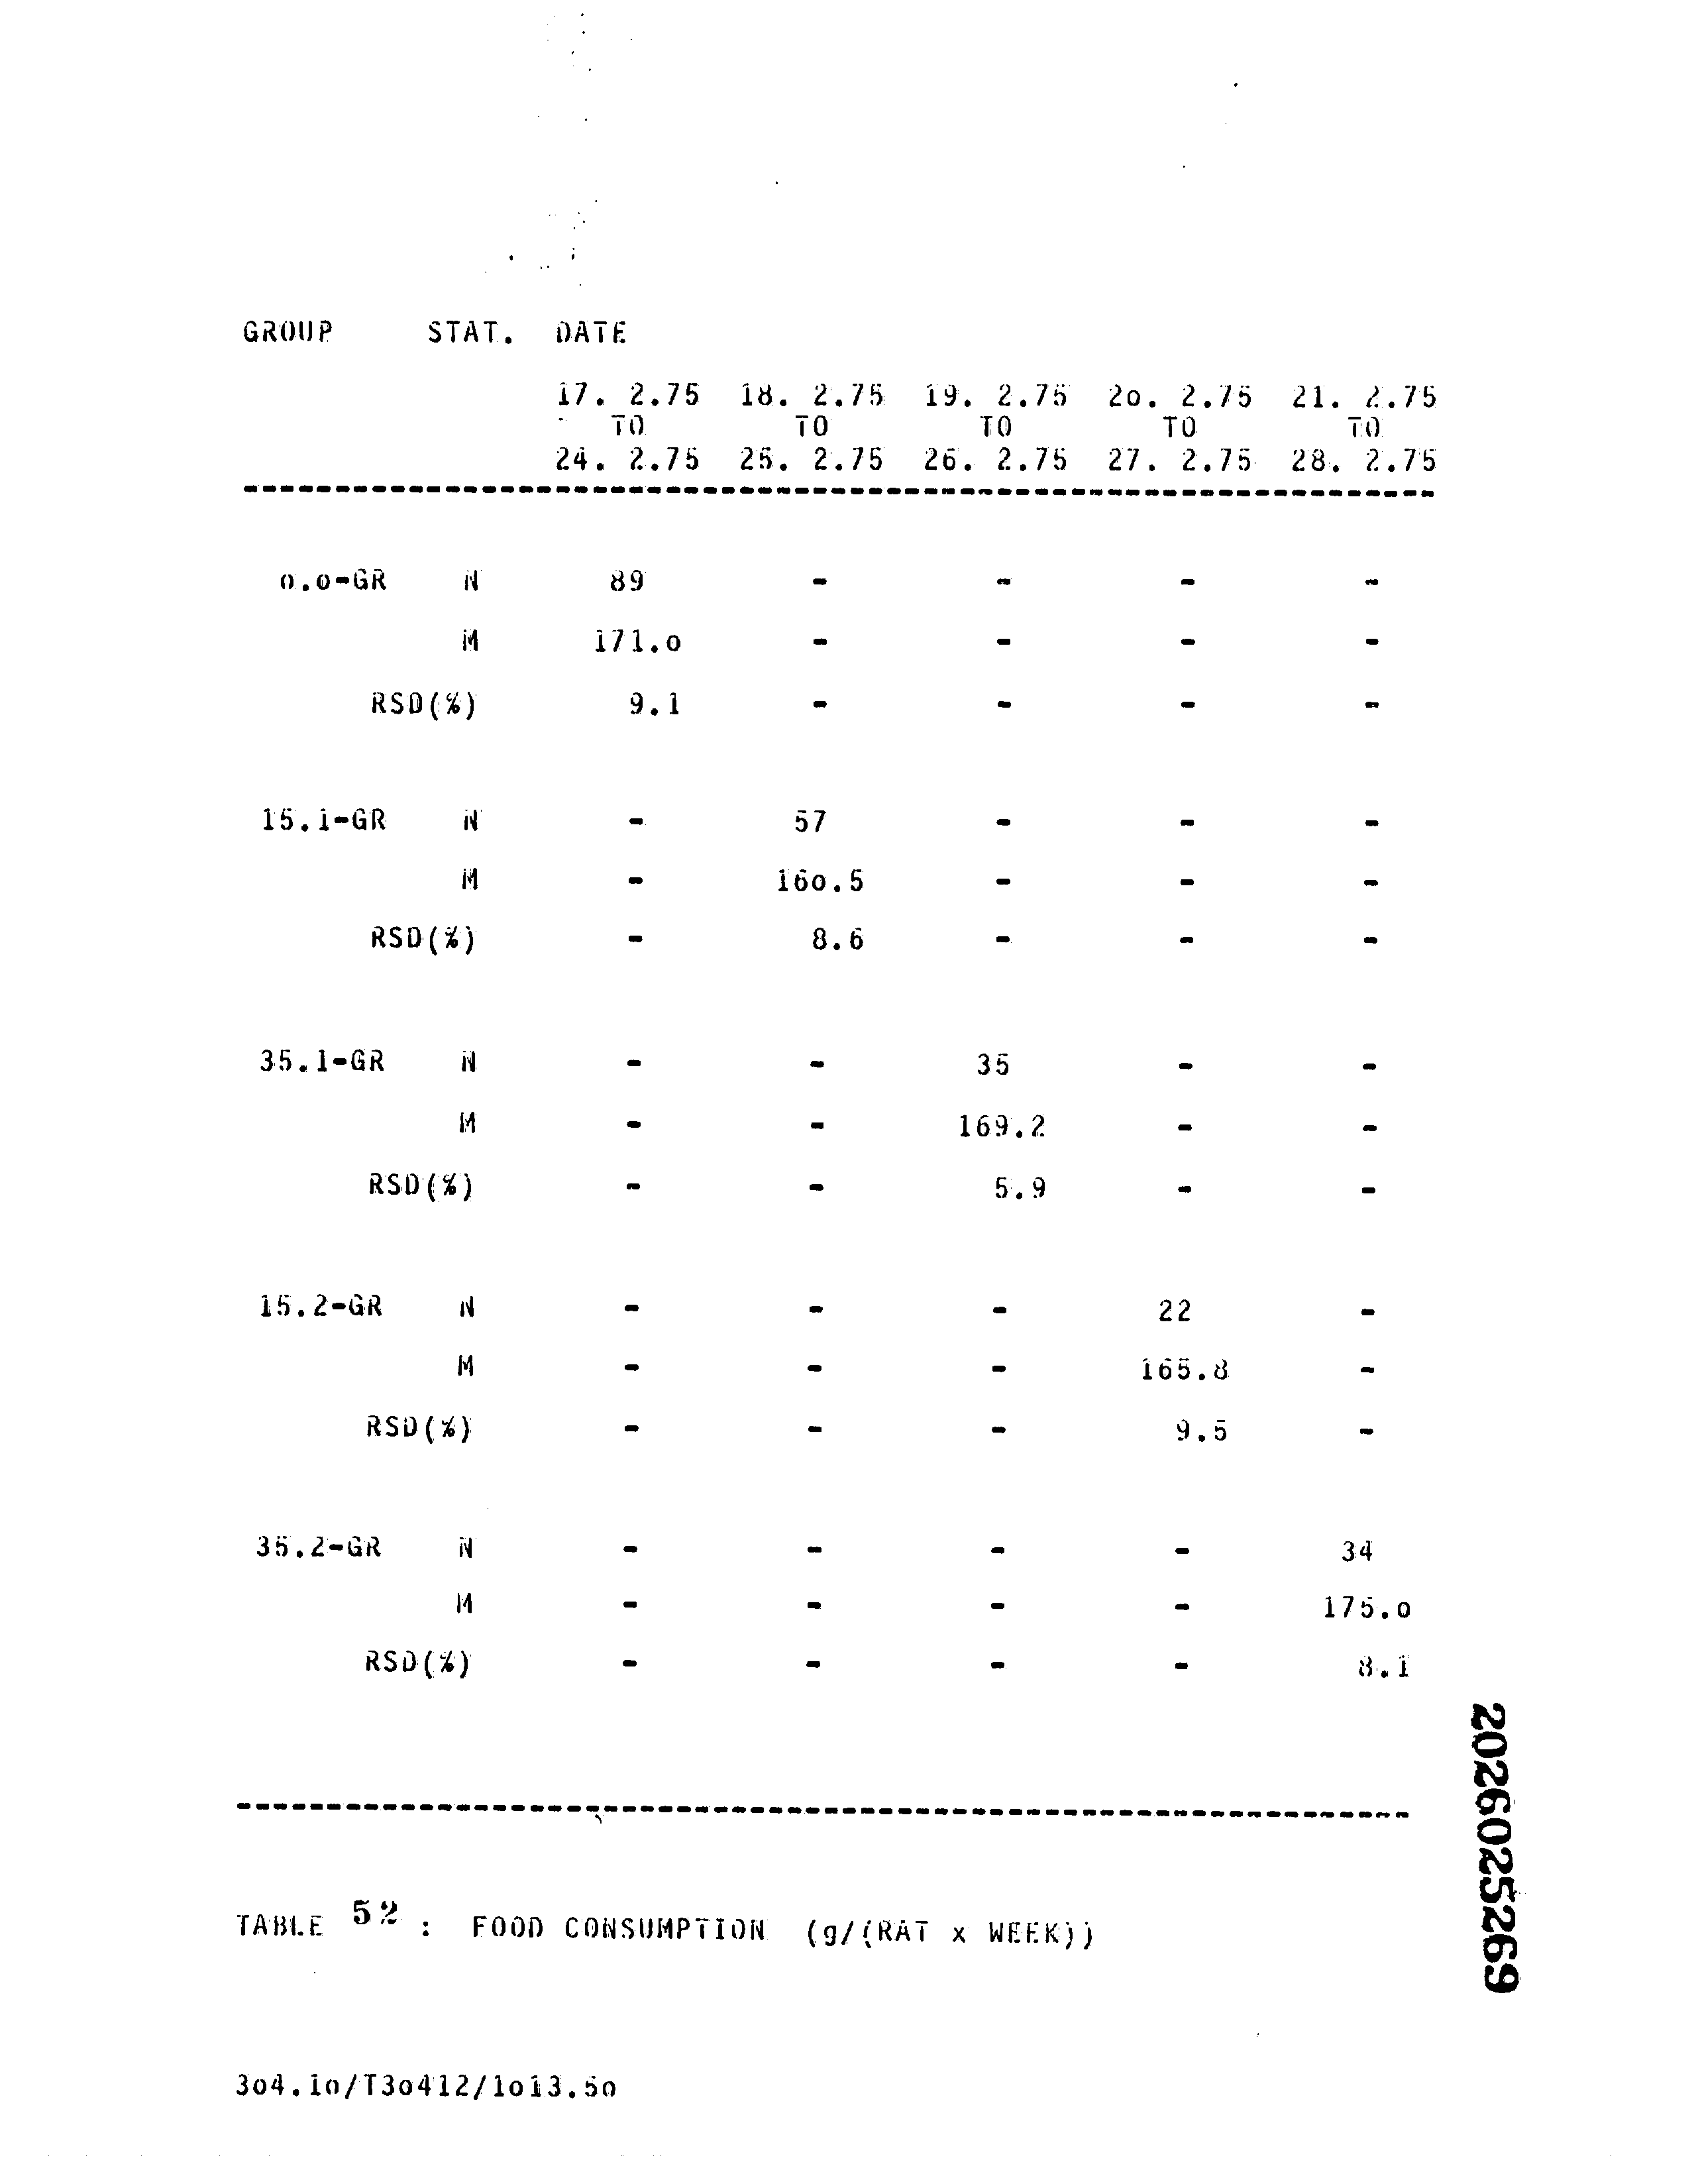 GROUP STAT. DATE
17. 2.75 18. 2.75 19. 2.75 2o. 2.75 21. 2.75
TO TO TO TO TO
24. 2.75 25. 2.75 26. 2.75 27. 2.75 28. 2.75
o.o-GR N 89 - - - -
M 171.o - - - -
RSD(%) 9.1 - - - -
15.1-GR N - 57 - - -
M - 16o.5 - - -
RSD(%) - 8.6 - - -
35.1-GR N - - 35 - -
M - - 169.2 - -
RSD(%) - - 5.9 - -
15.2-GR N - - - 22 -
M - - - 165.8 -
RSD(%) - - - 9.5 -
35.2-GR N - - - - 34
M - - - - 175.o
RSD(%) - - - - 8.1
TABLE 52 : FOOD CONSUMPTION (g/(RAT x WEEK))
3o4.1o/T3o412/1o13.5o
2026025269